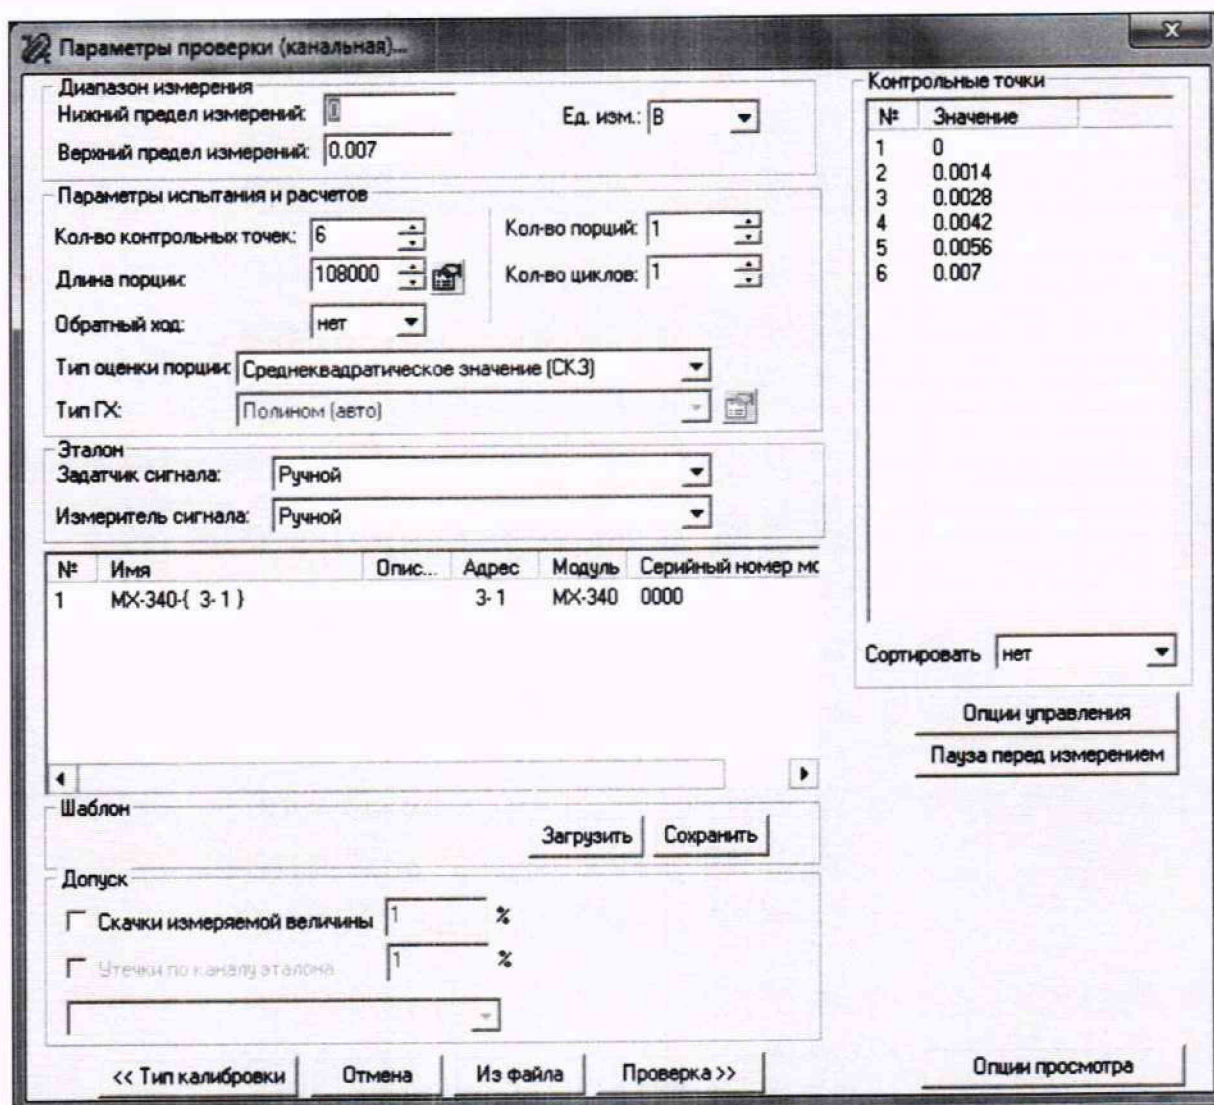 Параметры проверки (канальная)...
x
Диапазон измерения
Нижний предел измерений: 0
Ед. изм.: В
Верхний предел измерений: 0.007
Параметры испытания и расчетов
Кол-во контрольных точек: 6
Кол-во порций: 1
Длина порции: 108000
Кол-во циклов: 1
Обратный ход: нет
Тип оценки порции: Среднеквадратическое значение (СКЗ)
Тип ГХ: Полином (авто)
Эталон
Задатчик сигнала: Ручной
Измеритель сигнала: Ручной
№ Имя Опис... Адрес Модуль Серийный номер мо
1 MX-340-{ 3- 1 } 3- 1 MX-340 0000
Шаблон
Загрузить Сохранить
Допуск
Скачки измеряемой величины 1 %
Утечки по каналу эталона 1 %
<< Тип калибровки Отмена Из файла Проверка >>
Контрольные точки
№ Значение
1 0
2 0.0014
3 0.0028
4 0.0042
5 0.0056
6 0.007
Сортировать нет
Опции управления
Пауза перед измерением
Опции просмотра